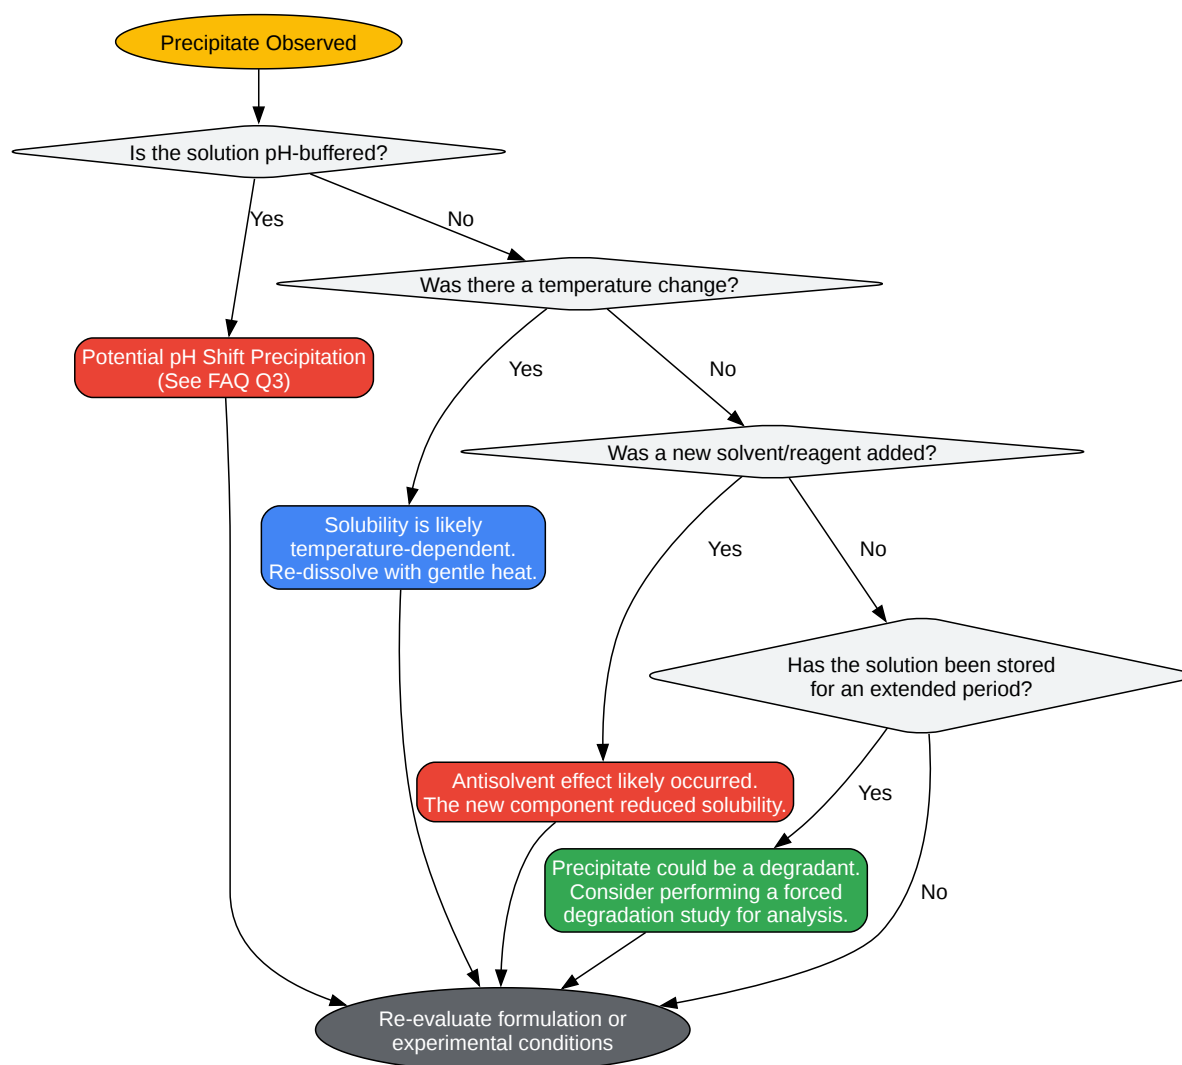 Precipitate Observed
Is the solution pH-buffered?
Yes
No
Was there a temperature change?
Potential pH Shift Precipitation
(See FAQ Q3)
Yes
No
Was a new solvent/reagent added?
Solubility is likely
temperature-dependent.
Re-dissolve with gentle heat.
Yes
No
Has the solution been stored
for an extended period?
Antisolvent effect likely occurred.
The new component reduced solubility.
Yes
Precipitate could be a degradant.
Consider performing a forced
degradation study for analysis.
No
Re-evaluate formulation or
experimental conditions